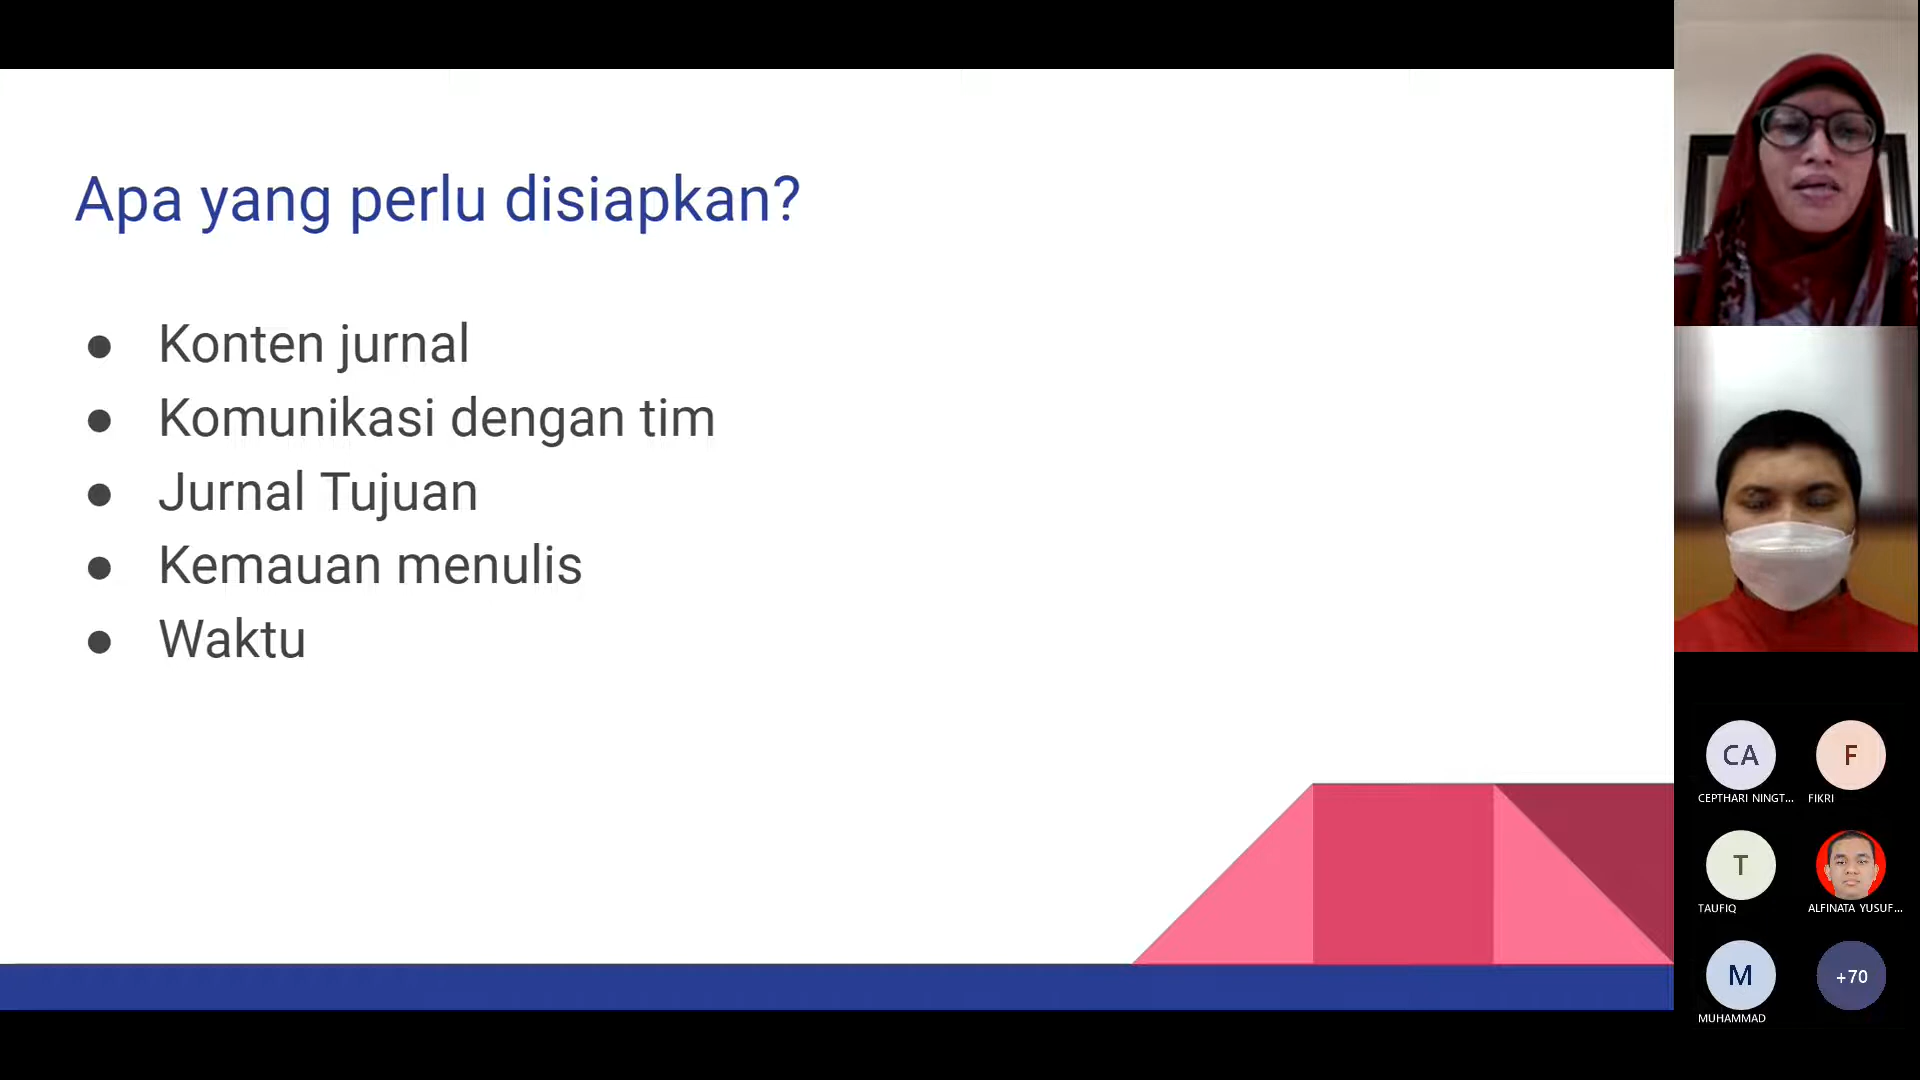 Apa yang perlu disiapkan?
● Konten jurnal
● Komunikasi dengan tim
● Jurnal Tujuan
● Kemauan menulis
● Waktu
CA
CEPTHARI NINGT...
F
FIKRI
T
TAUFIQ
ALFINATA YUSUF...
M
MUHAMMAD
+70